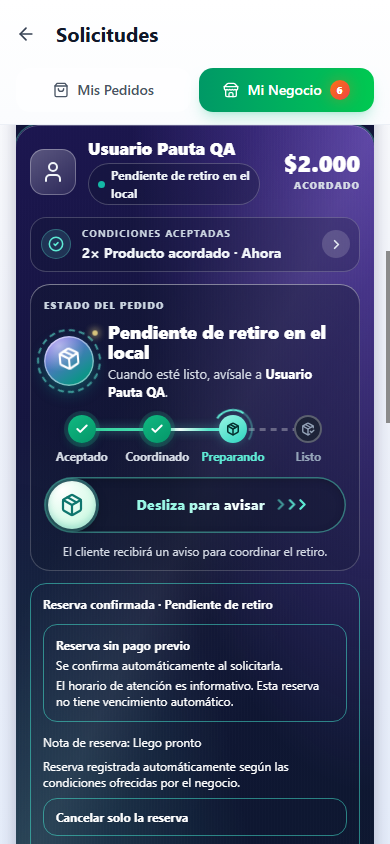 Solicitudes
Mis Pedidos
Mi Negocio 6
Usuario Pauta QA
Pendiente de retiro en el
local
$2.000
ACORDADO
CONDICIONES ACEPTADAS
2× Producto acordado · Ahora
ESTADO DEL PEDIDO
Pendiente de retiro en el
local
Cuando esté listo, avísale a Usuario
Pauta QA.
Aceptado Coordinado Preparando Listo
Desliza para avisar
El cliente recibirá un aviso para coordinar el retiro.
Reserva confirmada · Pendiente de retiro
Reserva sin pago previo
Se confirma automáticamente al solicitarla.
El horario de atención es informativo. Esta reserva
no tiene vencimiento automático.
Nota de reserva: Llego pronto
Reserva registrada automáticamente según las
condiciones ofrecidas por el negocio.
Cancelar solo la reserva